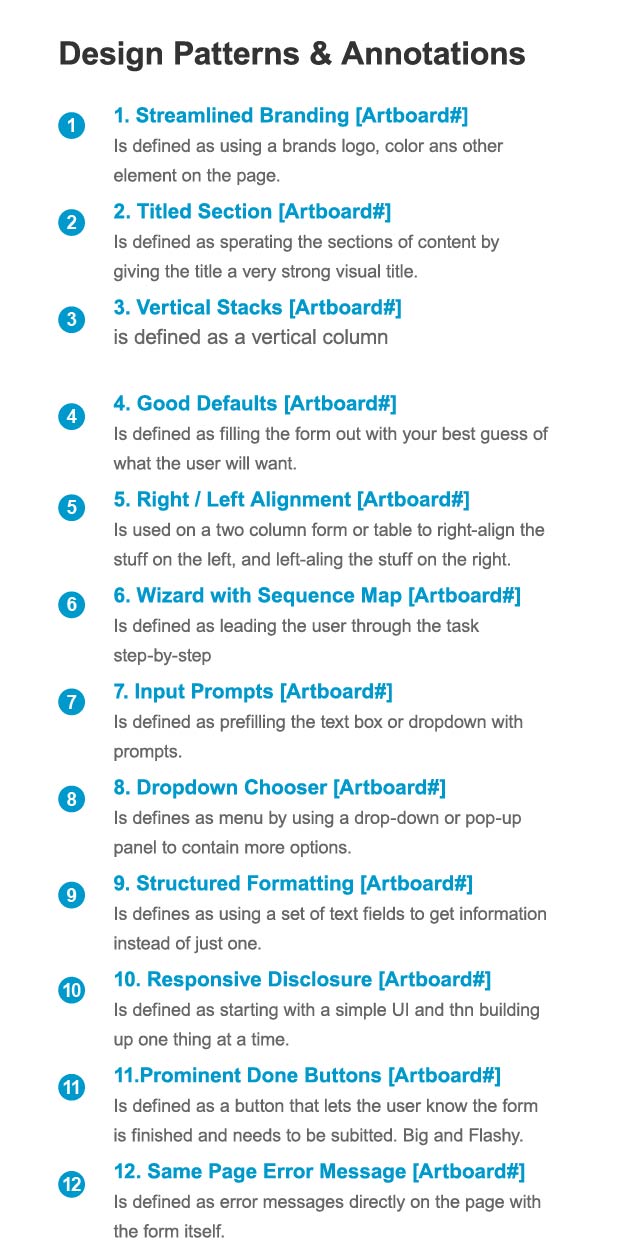 Design Patterns & Annotations
1
1. Streamlined Branding [Artboard#]
Is defined as using a brands logo, color ans other
element on the page.
2
2. Titled Section [Artboard#]
Is defined as sperating the sections of content by
giving the title a very strong visual title.
3
3. Vertical Stacks [Artboard#]
is defined as a vertical column
4
4. Good Defaults [Artboard#]
Is defined as filling the form out with your best guess of
what the user will want.
5
5. Right / Left Alignment [Artboard#]
Is used on a two column form or table to right-align the
stuff on the left, and left-aling the stuff on the right.
6
6. Wizard with Sequence Map [Artboard#]
Is defined as leading the user through the task
step-by-step
7
7. Input Prompts [Artboard#]
Is defined as prefilling the text box or dropdown with
prompts.
8
8. Dropdown Chooser [Artboard#]
Is defines as menu by using a drop-down or pop-up
panel to contain more options.
9
9. Structured Formatting [Artboard#]
Is defines as using a set of text fields to get information
instead of just one.
10
10. Responsive Disclosure [Artboard#]
Is defined as starting with a simple UI and thn building
up one thing at a time.
11
11.Prominent Done Buttons [Artboard#]
Is defined as a button that lets the user know the form
is finished and needs to be subitted. Big and Flashy.
12
12. Same Page Error Message [Artboard#]
Is defined as error messages directly on the page with
the form itself.